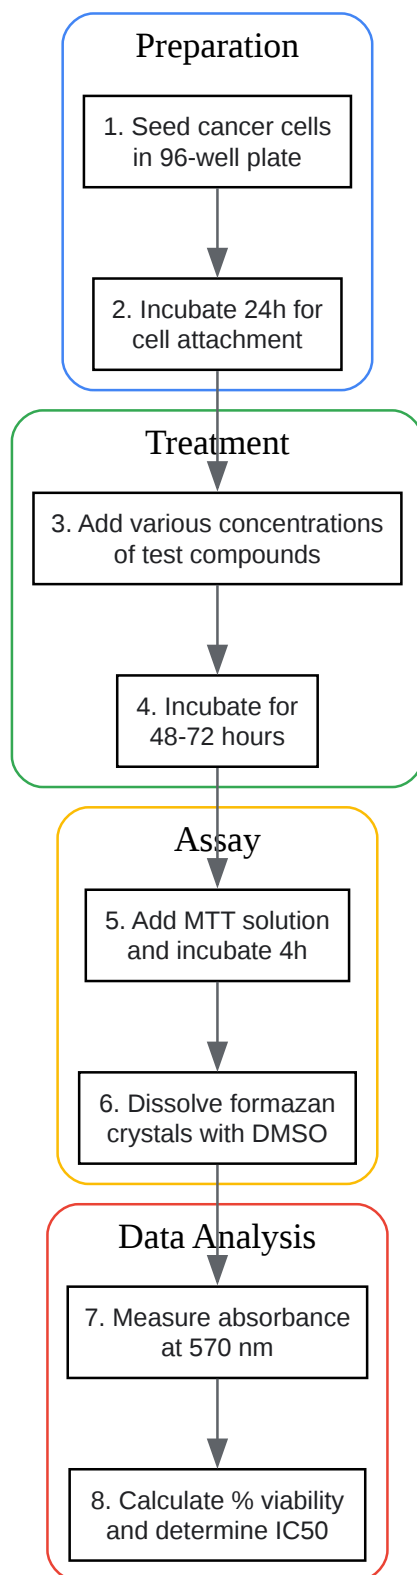 Preparation
1. Seed cancer cells
in 96-well plate
2. Incubate 24h for
cell attachment
Treatment
3. Add various concentrations
of test compounds
4. Incubate for
48-72 hours
Assay
5. Add MTT solution
and incubate 4h
6. Dissolve formazan
crystals with DMSO
Data Analysis
7. Measure absorbance
at 570 nm
8. Calculate % viability
and determine IC50